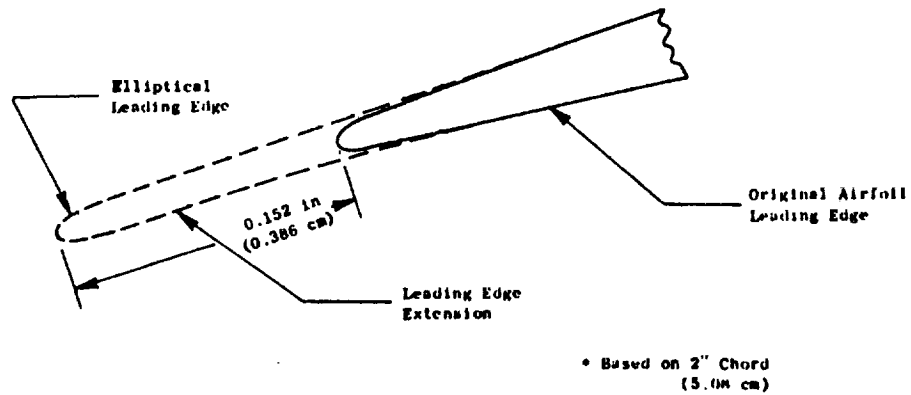 Elliptical
Leading Edge
0.152 in
(0.386 cm)
Original Airfoil
Leading Edge
Leading Edge
Extension
* Based on 2" Chord
(5.08 cm)